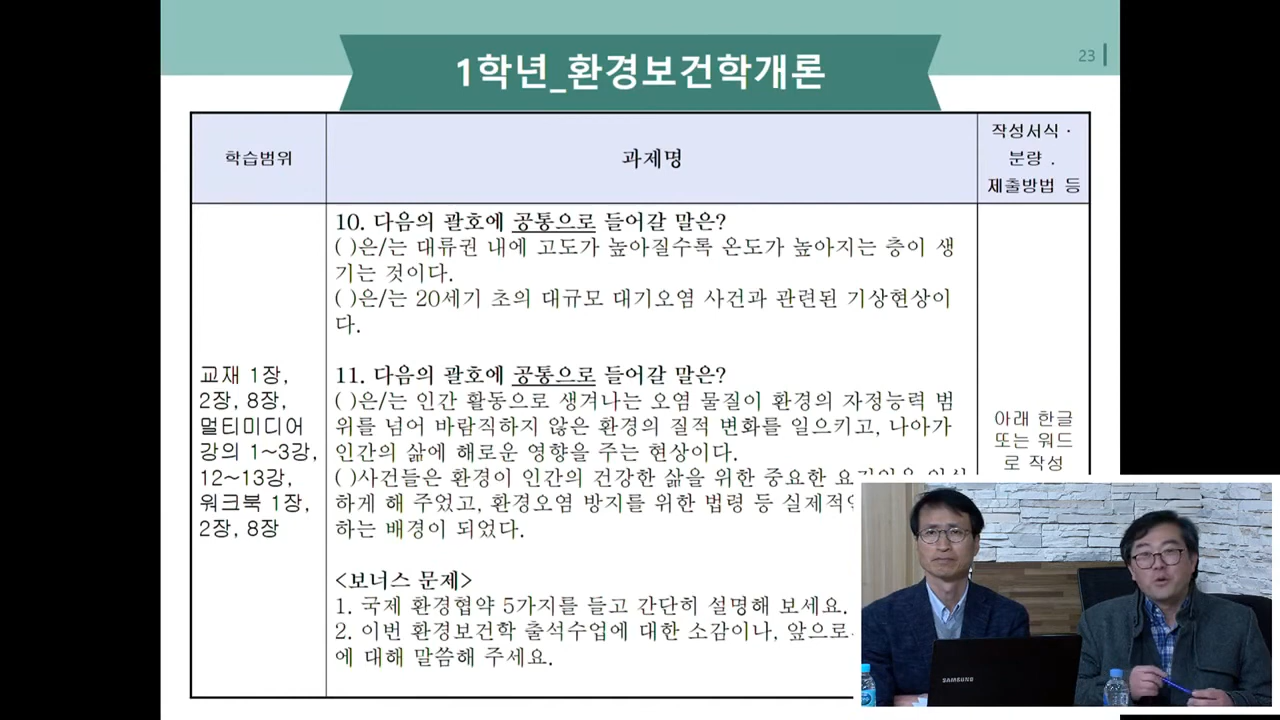 1학년_환경보건학개론
23
학습범위
과제명
작성서식 ·
분량 .
제출방법 등
교재 1장,
2장, 8장,
멀티미디어
강의 1~3강,
12~13강,
워크북 1장,
2장, 8장
10. 다음의 괄호에 공통으로 들어갈 말은?
( )은/는 대류권 내에 고도가 높아질수록 온도가 높아지는 층이 생
기는 것이다.
( )은/는 20세기 초의 대규모 대기오염 사건과 관련된 기상현상이
다.
11. 다음의 괄호에 공통으로 들어갈 말은?
( )은/는 인간 활동으로 생겨나는 오염 물질이 환경의 자정능력 범
위를 넘어 바람직하지 않은 환경의 질적 변화를 일으키고, 나아가
인간의 삶에 해로운 영향을 주는 현상이다.
( )사건들은 환경이 인간의 건강한 삶을 위한 중요한
하게 해 주었고, 환경오염 방지를 위한 법령 등
하는 배경이 되었다.
<보너스 문제>
1. 국제 환경협약 5가지를 들고 간단히 설명해 보세요.
2. 이번 환경보건학 출석수업에 대한 소감이나,
에 대해 말씀해 주세요.
아래 한글
또는 워드
로 작성
SAMSUNG